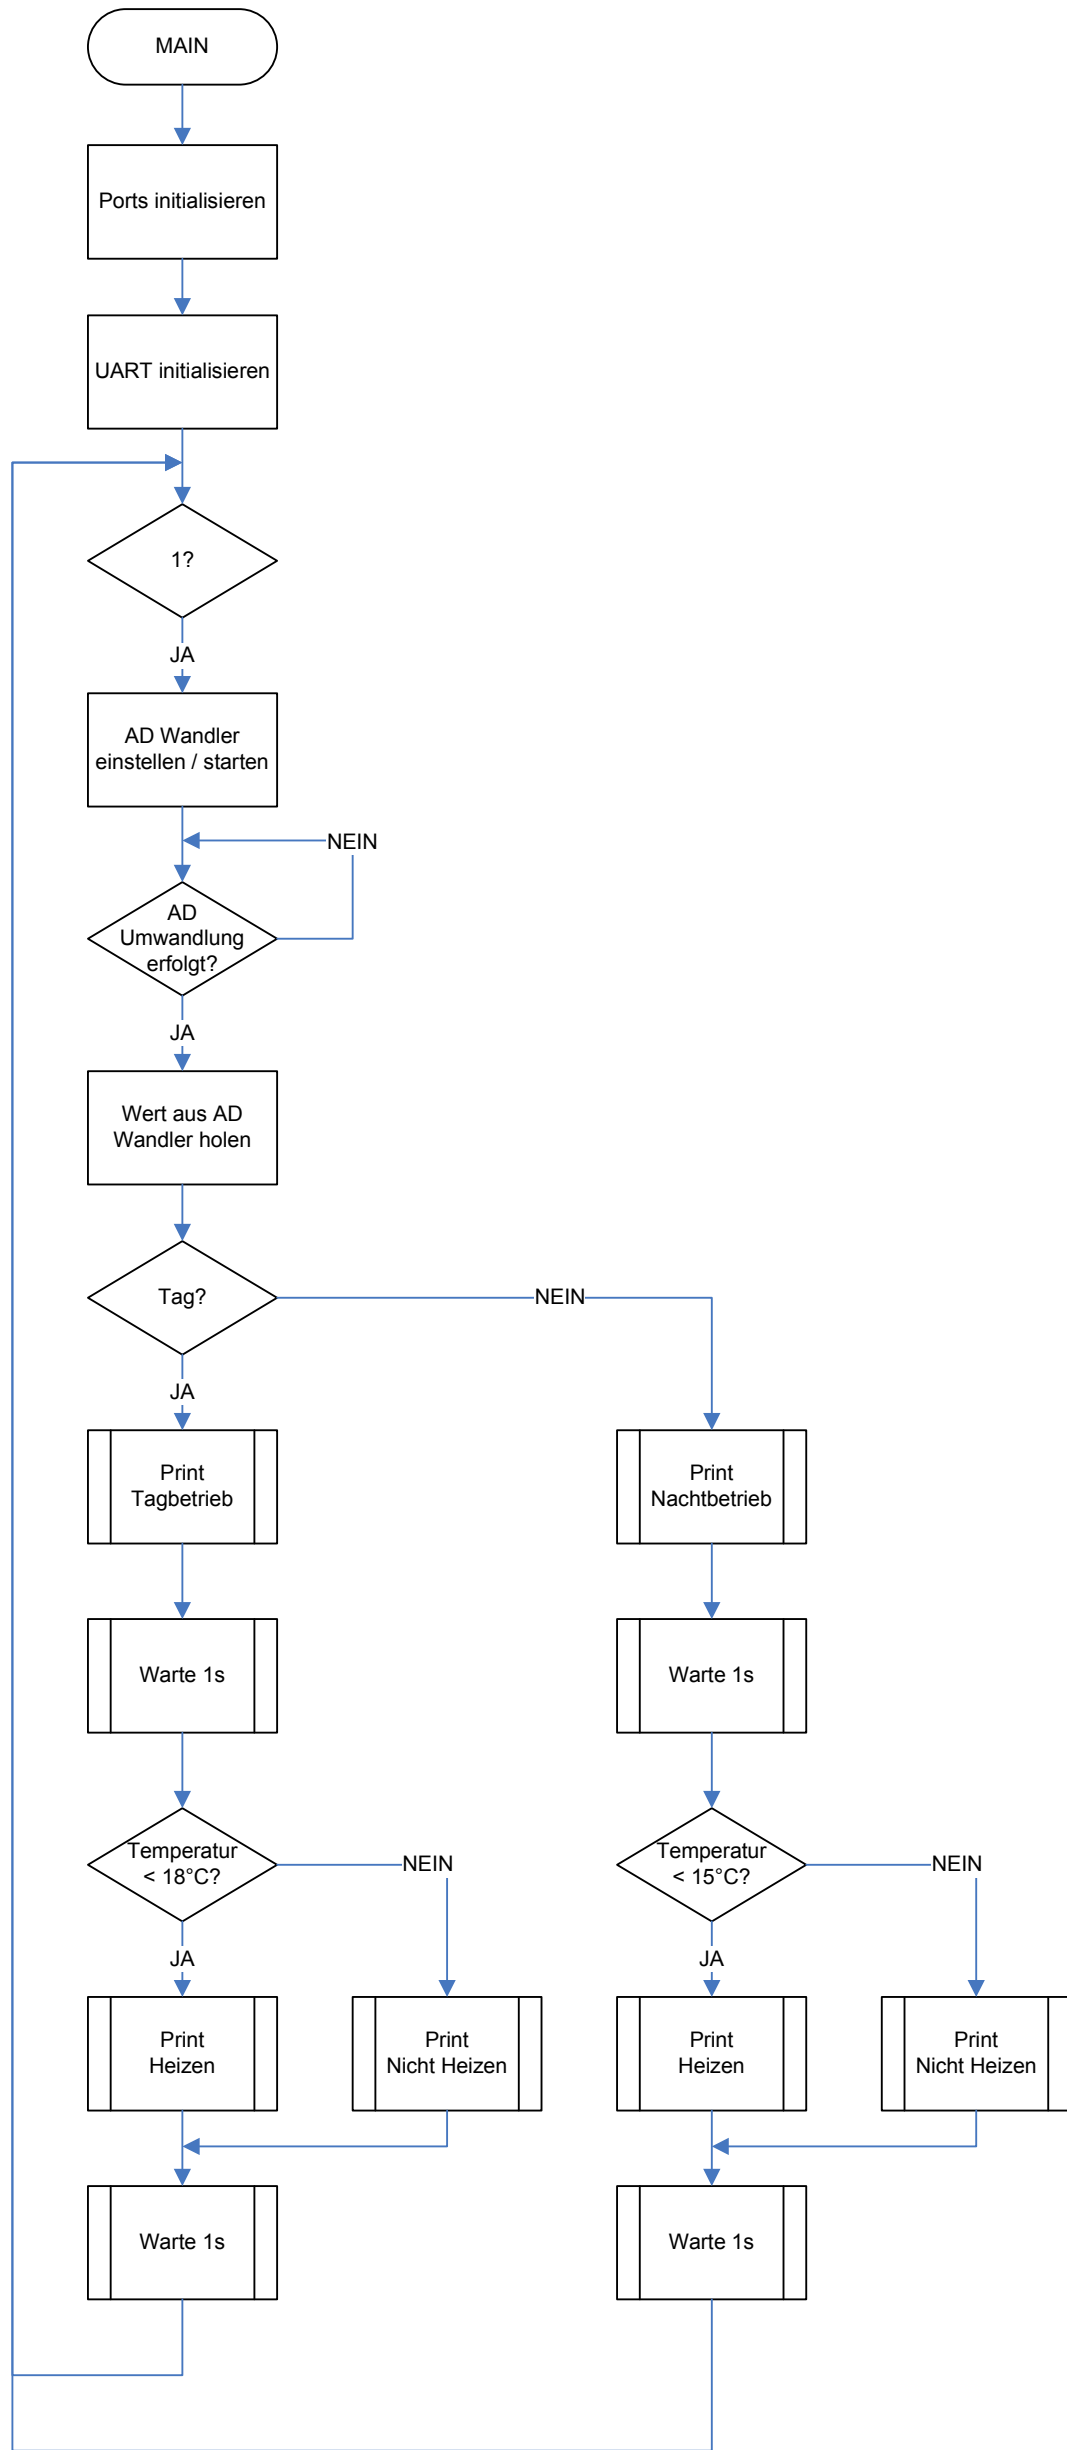 MAIN
Ports initialisieren
UART initialisieren
1?
JA
AD Wandler
einstellen / starten
NEIN
AD
Umwandlung
erfolgt?
JA
Wert aus AD
Wandler holen
Tag?
NEIN
JA
Print
Tagbetrieb
Print
Nachtbetrieb
Warte 1s
Warte 1s
Temperatur
< 18°C?
NEIN
Temperatur
< 15°C?
NEIN
JA
JA
Print
Heizen
Print
Nicht Heizen
Print
Heizen
Print
Nicht Heizen
Warte 1s
Warte 1s